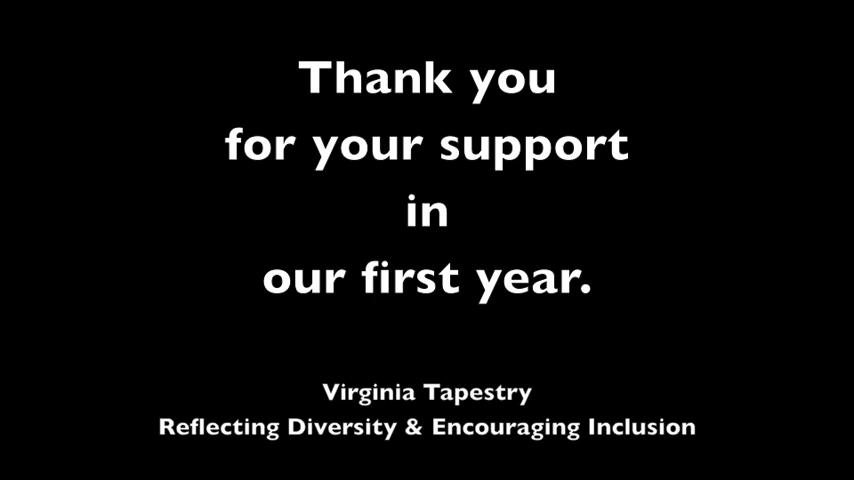 Thank you
for your support
in
our first year.
Virginia Tapestry
Reflecting Diversity & Encouraging Inclusion